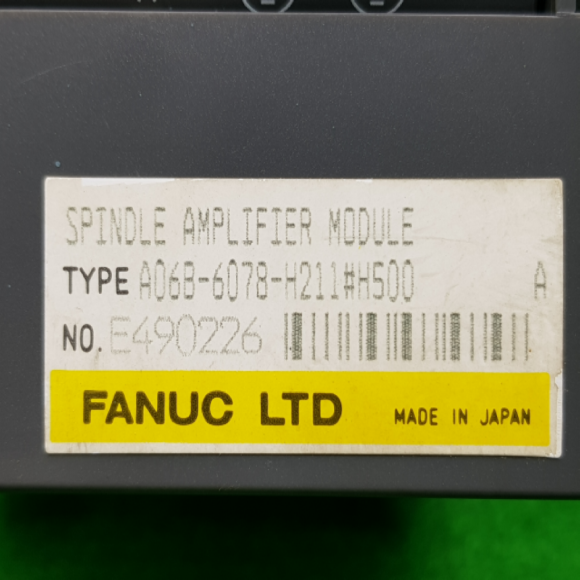 SPINDLE AMPLIFIER MODULE
TYPE A06B-6078-H211#H500 A
NO. E490226
FANUC LTD MADE IN JAPAN